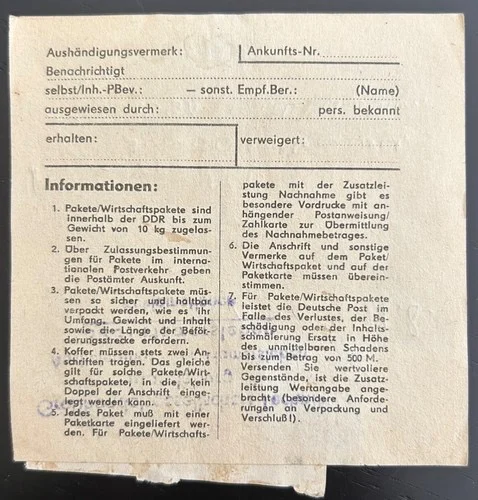 Aushändigungsvermerk: Ankunfts-Nr.
Benachrichtigt
selbst/Inh.-PBev.: — sonst. Empf.Ber.: (Name)
ausgewiesen durch: pers. bekannt
erhalten: verweigert:
Informationen:
1. Pakete/Wirtschaftspakete sind
innerhalb der DDR bis zum
Gewicht von 10 kg zugelas-
sen.
2. Über Zulassungsbestimmun-
gen für Pakete im interna-
tionalen Postverkehr geben
die Postämter Auskunft.
3. Pakete/Wirtschaftspakete müs-
sen so sicher und haltbar
verpackt werden, wie es ihr
Umfang, Gewicht und Inhalt
sowie die Länge der Beför-
derungsstrecke erfordern.
4. Koffer müssen stets zwei An-
schriften tragen. Das gleiche
gilt für solche Pakete/Wirt-
schaftspakete, in die kein
Doppel der Anschrift einge-
legt werden kann.
5. Jedes Paket muß mit einer
Paketkarte eingeliefert wer-
den. Für Pakete/Wirtschafts-
pakete mit der Zusatzlei-
stung Nachnahme gibt es
besondere Vordrucke mit an-
hängender Postanweisung/
Zahlkarte zur Übermittlung
des Nachnahmebetrages.
6. Die Anschrift und sonstige
Vermerke auf dem Paket/
Wirtschaftspaket und auf der
Paketkarte müssen überein-
stimmen.
7. Für Pakete/Wirtschaftspakete
leistet die Deutsche Post im
Falle des Verlustes, der Be-
schädigung oder der Inhalts-
schmälerung Ersatz in Höhe
des unmittelbaren Schadens
bis zum Betrag von 500 M.
Versenden Sie wertvollere
Gegenstände, ist die Zusatz-
leistung Wertangabe ange-
bracht (besondere Anforde-
rungen an Verpackung und
Verschluß!).